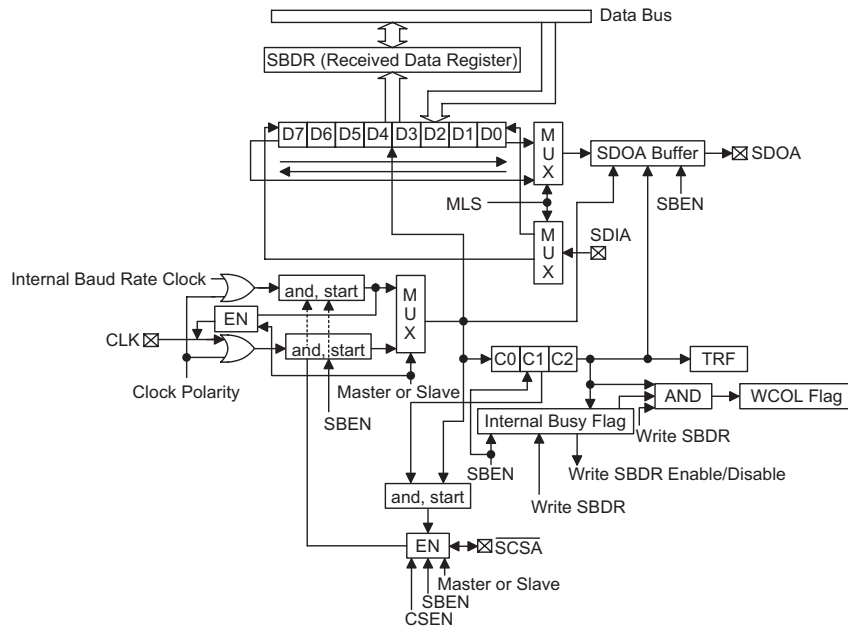 Data Bus
SBDR (Received Data Register)
D7 D6 D5 D4 D3 D2 D1 D0
MUX
SDOA Buffer
SDOA
SBEN
MLS
MUX
SDIA
Internal Baud Rate Clock
and, start
MUX
EN
CLK
and, start
Clock Polarity
Master or Slave
SBEN
C0 C1 C2
TRF
AND
WCOL Flag
Internal Busy Flag
Write SBDR
SBEN
Write SBDR Enable/Disable
and, start
Write SBDR
EN
SCSA
Master or Slave
SBEN
CSEN